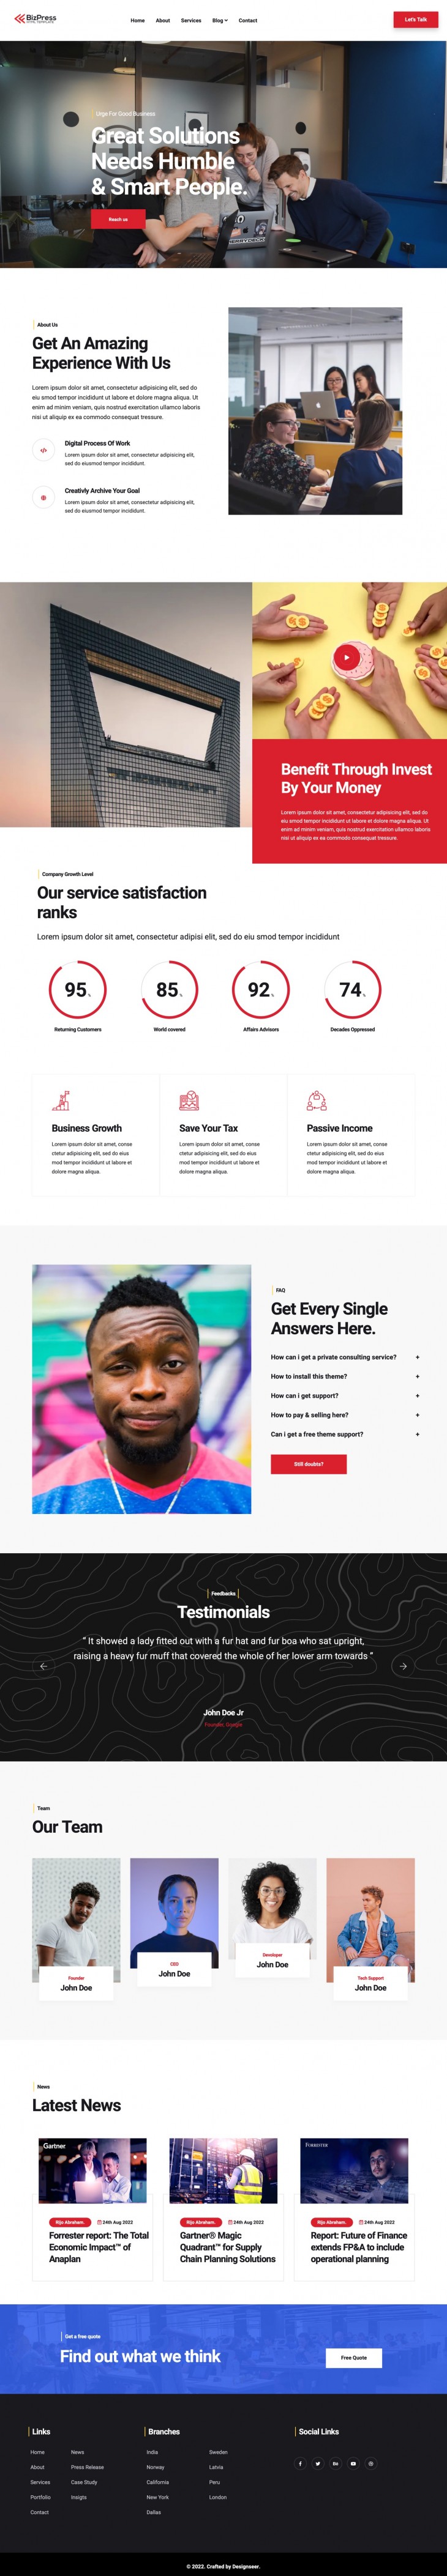 BizPress
HTML TEMPLATE
Home About Services Blog Contact
Let's Talk
Urge For Good Business
Great Solutions
Needs Humble
& Smart People.
Reach us
About Us
Get An Amazing
Experience With Us
Lorem ipsum dolor sit amet, consectetur adipisicing elit, sed do
eiu smod tempor incididunt ut labore et dolore magna aliqua. Ut
enim ad minim veniam, quis nostrud exercitation ullamco laboris
nisi ut aliquip ex ea commodo consequat tressure.
Digital Process Of Work
Lorem ipsum dolor sit amet, consectetur adipisicing elit,
sed do eiusmod tempor incididunt.
Creativly Archive Your Goal
Lorem ipsum dolor sit amet, consectetur adipisicing elit,
sed do eiusmod tempor incididunt.
Benefit Through Invest
By Your Money
Lorem ipsum dolor sit amet, consectetur adipisicing elit, sed do
eiu smod tempor incididunt ut labore et dolore magna aliqua. Ut
enim ad minim veniam, quis nostrud exercitation ullamco laboris
nisi ut aliquip ex ea commodo consequat tressure.
Company Growth Level
Our service satisfaction
ranks
Lorem ipsum dolor sit amet, consectetur adipisi elit, sed do eiu smod tempor incididunt
95% 85% 92% 74%
Returning Customers World covered Affairs Advisors Decades Oppressed
Business Growth
Lorem ipsum dolor sit amet, conse
ctetur adipisicing elit, sed do eius
mod tempor incididunt ut labore et
dolore magna aliqua.
Save Your Tax
Lorem ipsum dolor sit amet, conse
ctetur adipisicing elit, sed do eius
mod tempor incididunt ut labore et
dolore magna aliqua.
Passive Income
Lorem ipsum dolor sit amet, conse
ctetur adipisicing elit, sed do eius
mod tempor incididunt ut labore et
dolore magna aliqua.
FAQ
Get Every Single
Answers Here.
How can i get a private consulting service? +
How to install this theme? +
How can i get support? +
How to pay & selling here? +
Can i get a free theme support? +
Still doubts?
Feedbacks
Testimonials
“ It showed a lady fitted out with a fur hat and fur boa who sat upright,
raising a heavy fur muff that covered the whole of her lower arm towards ”
John Doe Jr
Founder, Google
Team
Our Team
Founder
John Doe
CEO
John Doe
Developer
John Doe
Tech Support
John Doe
News
Latest News
Gartner
Rijo Abraham. 24th Aug 2022
Forrester report: The Total
Economic Impact™ of
Anaplan
Rijo Abraham. 24th Aug 2022
Gartner® Magic
Quadrant™ for Supply
Chain Planning Solutions
FORRESTER
Rijo Abraham. 24th Aug 2022
Report: Future of Finance
extends FP&A to include
operational planning
Get a free quote
Find out what we think
Free Quote
Links
Home News
About Press Release
Services Case Study
Portfolio Insigts
Contact
Branches
India Sweden
Norway Latvia
California Peru
New York London
Dallas
Social Links
© 2022. Crafted by Designseer.